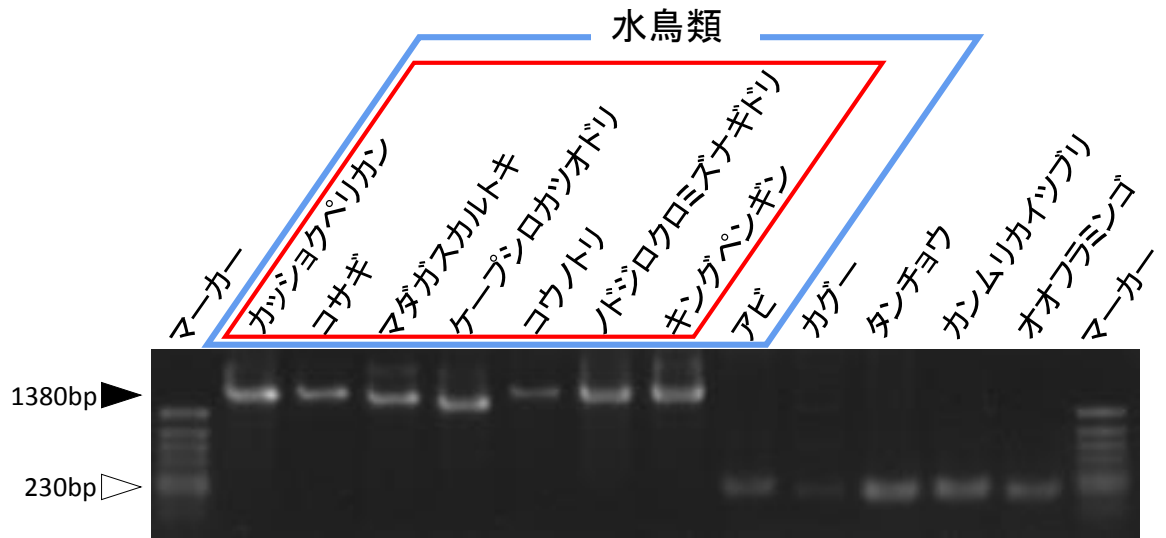 水鳥類
マーカー
カッショクペリカン
コサギ
マダガスカルトキ
ケープシロカツオドリ
コウノトリ
ノドジロクロミズナギドリ
キングペンギン
アビ
カグー
タンチョウ
カンムリカイツブリ
オオフラミンゴ
マーカー
1380bp
230bp